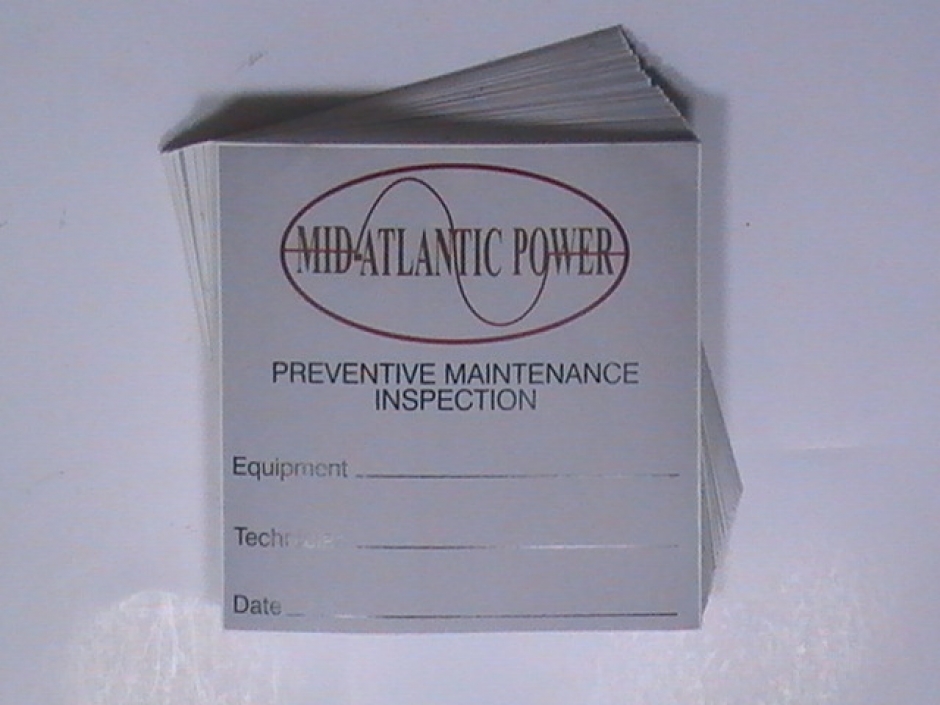 MID-ATLANTIC POWER
PREVENTIVE MAINTENANCE
INSPECTION
Equipment
Date